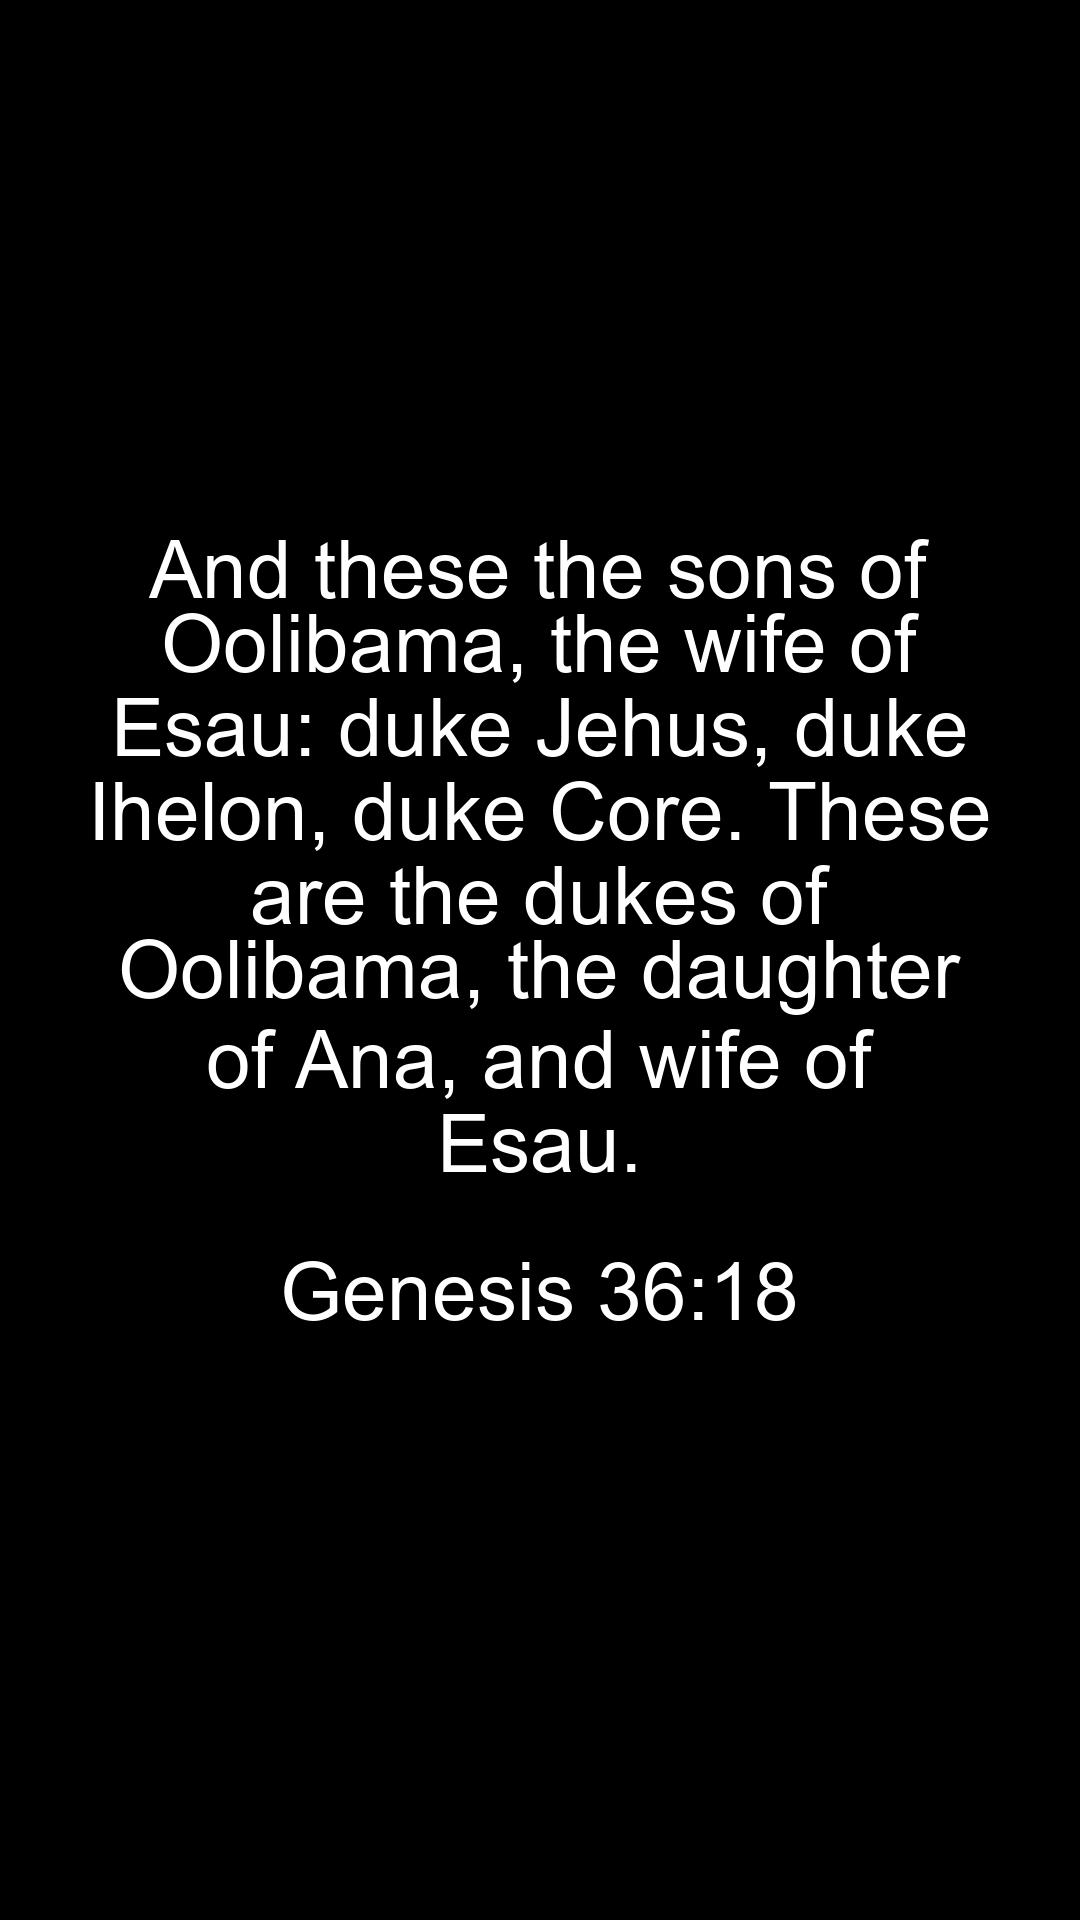 And these the sons of
Oolibama, the wife of
Esau: duke Jehus, duke
Ihelon, duke Core. These
are the dukes of
Oolibama, the daughter
of Ana, and wife of
Esau.
Genesis 36:18